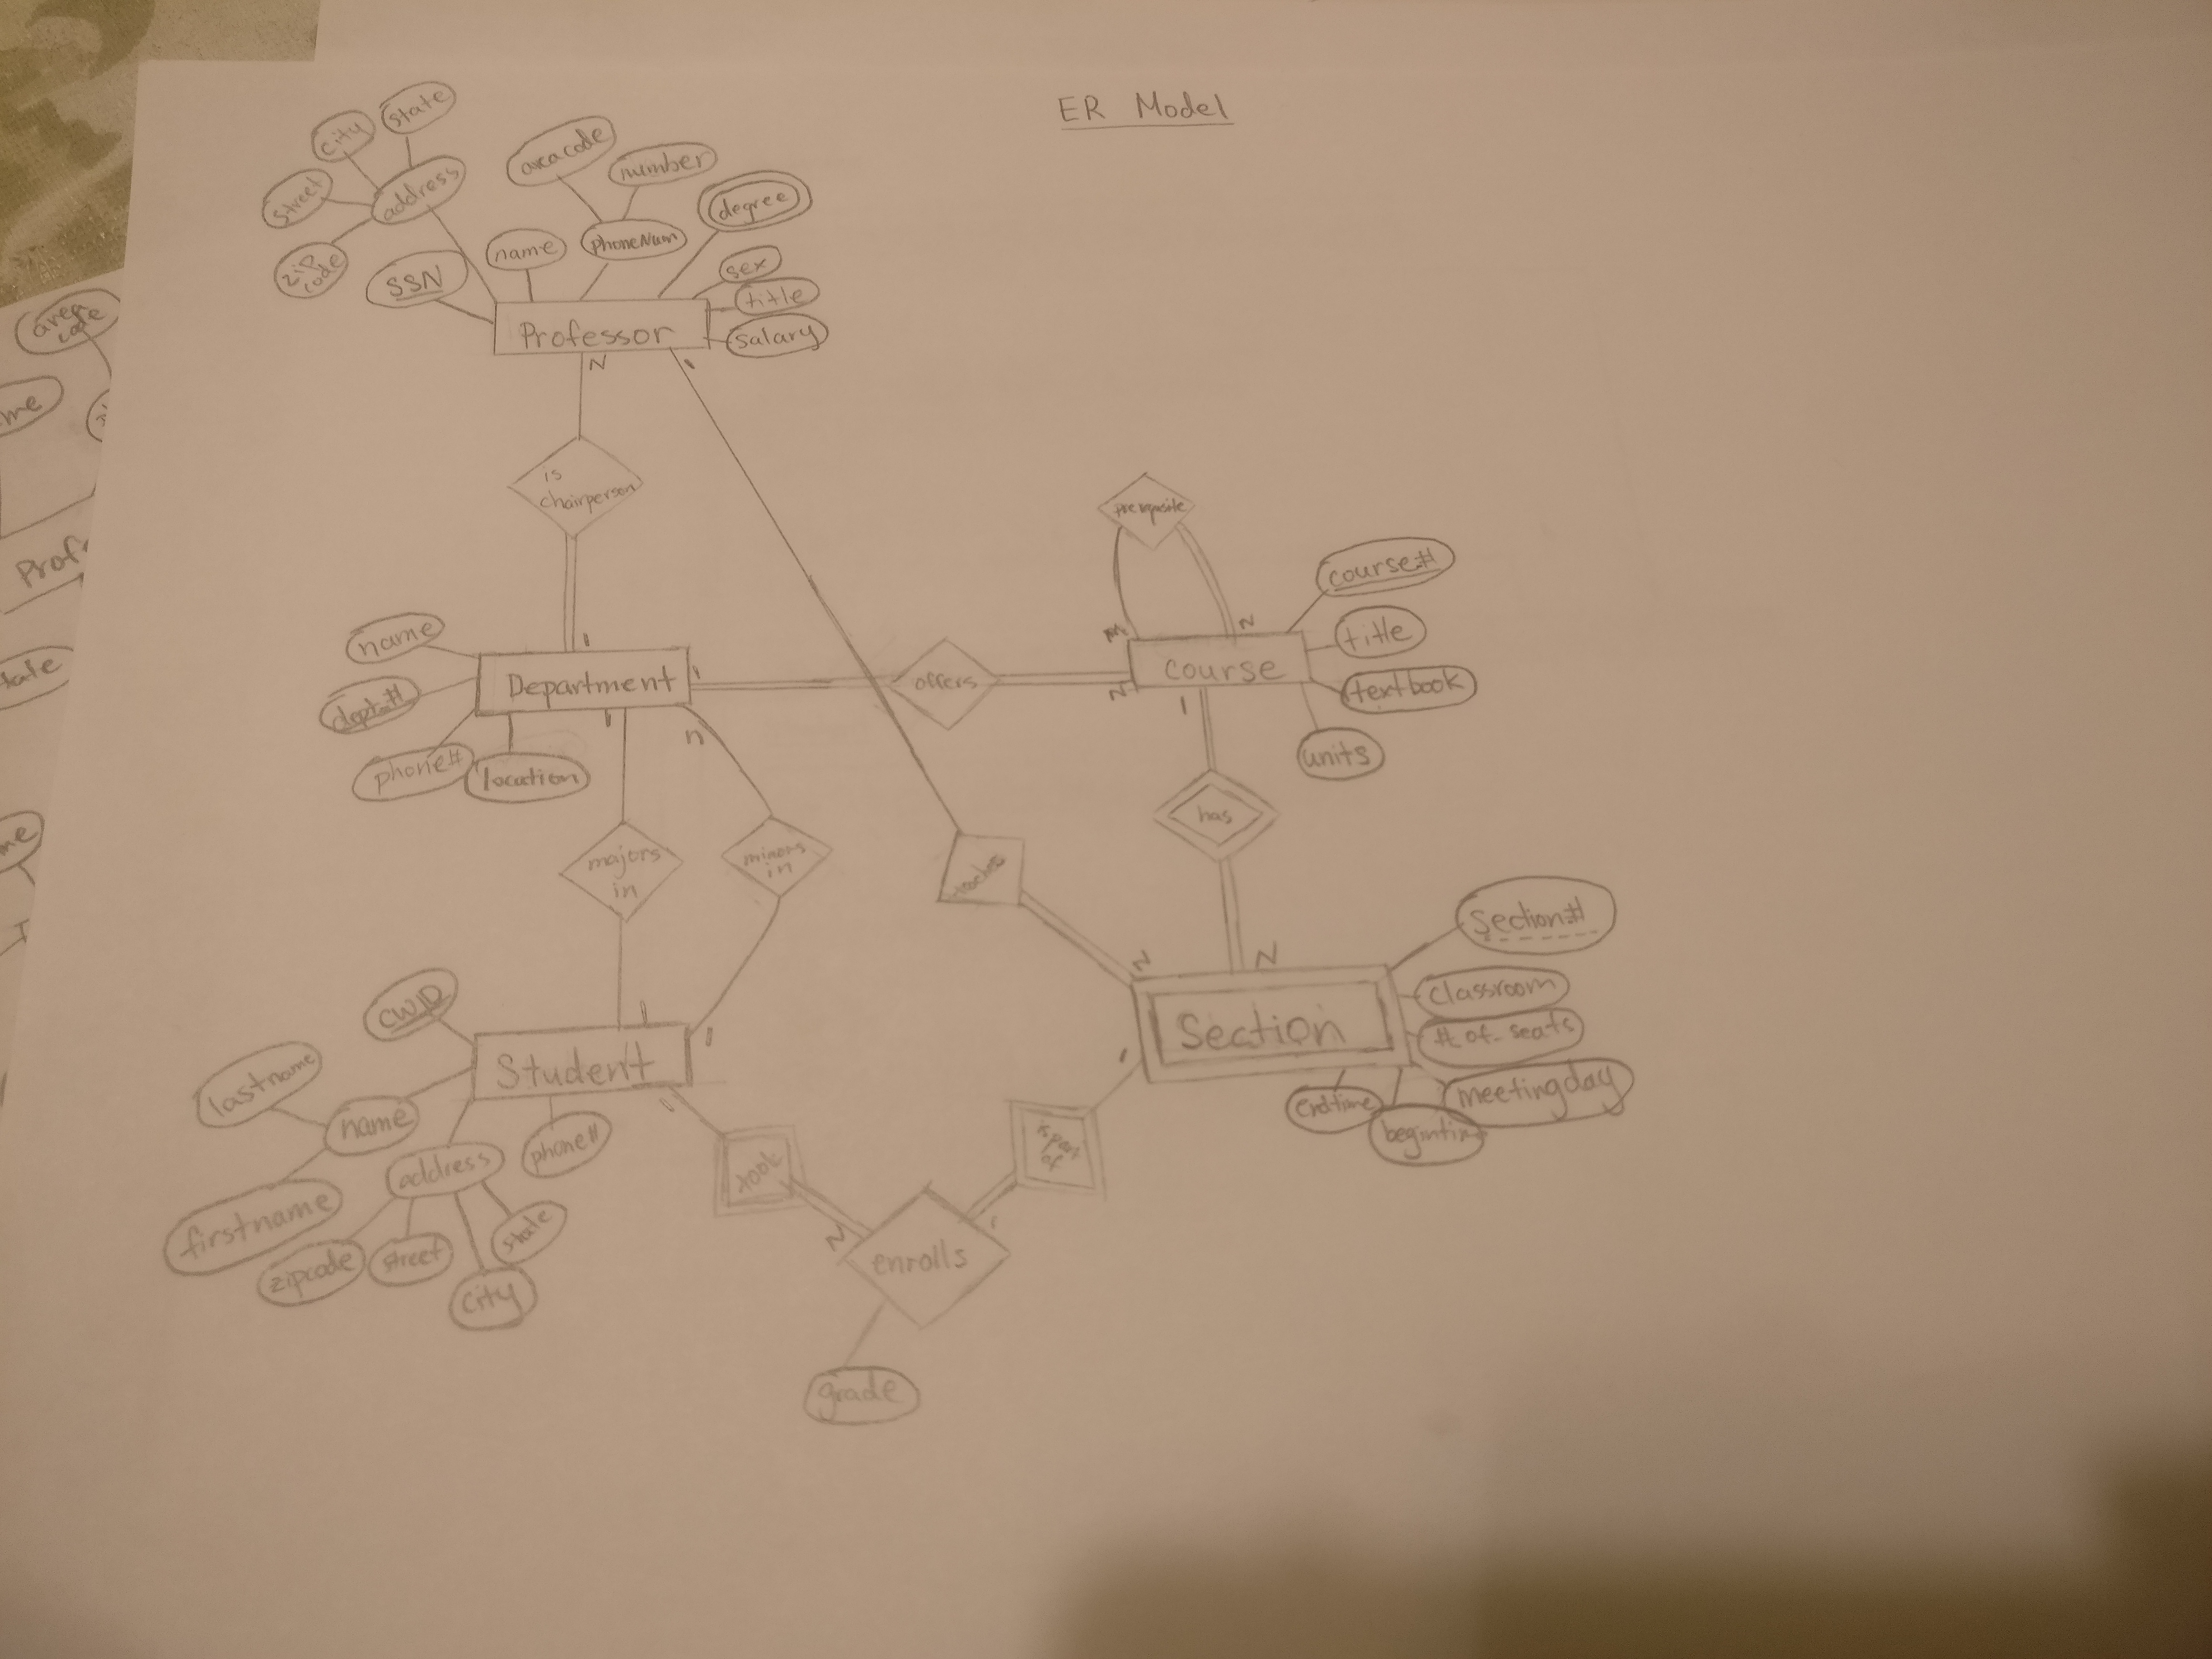 ER Model
state
city
street
address
zip
code
SSN
name
area code
number
phoneNum
degree
sex
title
salary
Professor
N
1
is
chairperson
1
name
dept#
phone#
location
Department
1
1
n
offers
prerequisite
M
N
N
course
1
course#
title
textbook
units
has
majors
in
minors
in
teaches
N
N
Section
1
section#
classroom
# of-seats
meetingday
endtime
CWID
lastname
name
firstname
address
phone#
zipcode
street
city
state
Student
1
1
1
took
N
enrolls
1
of
grade
area
code
me
Prof
tate
me